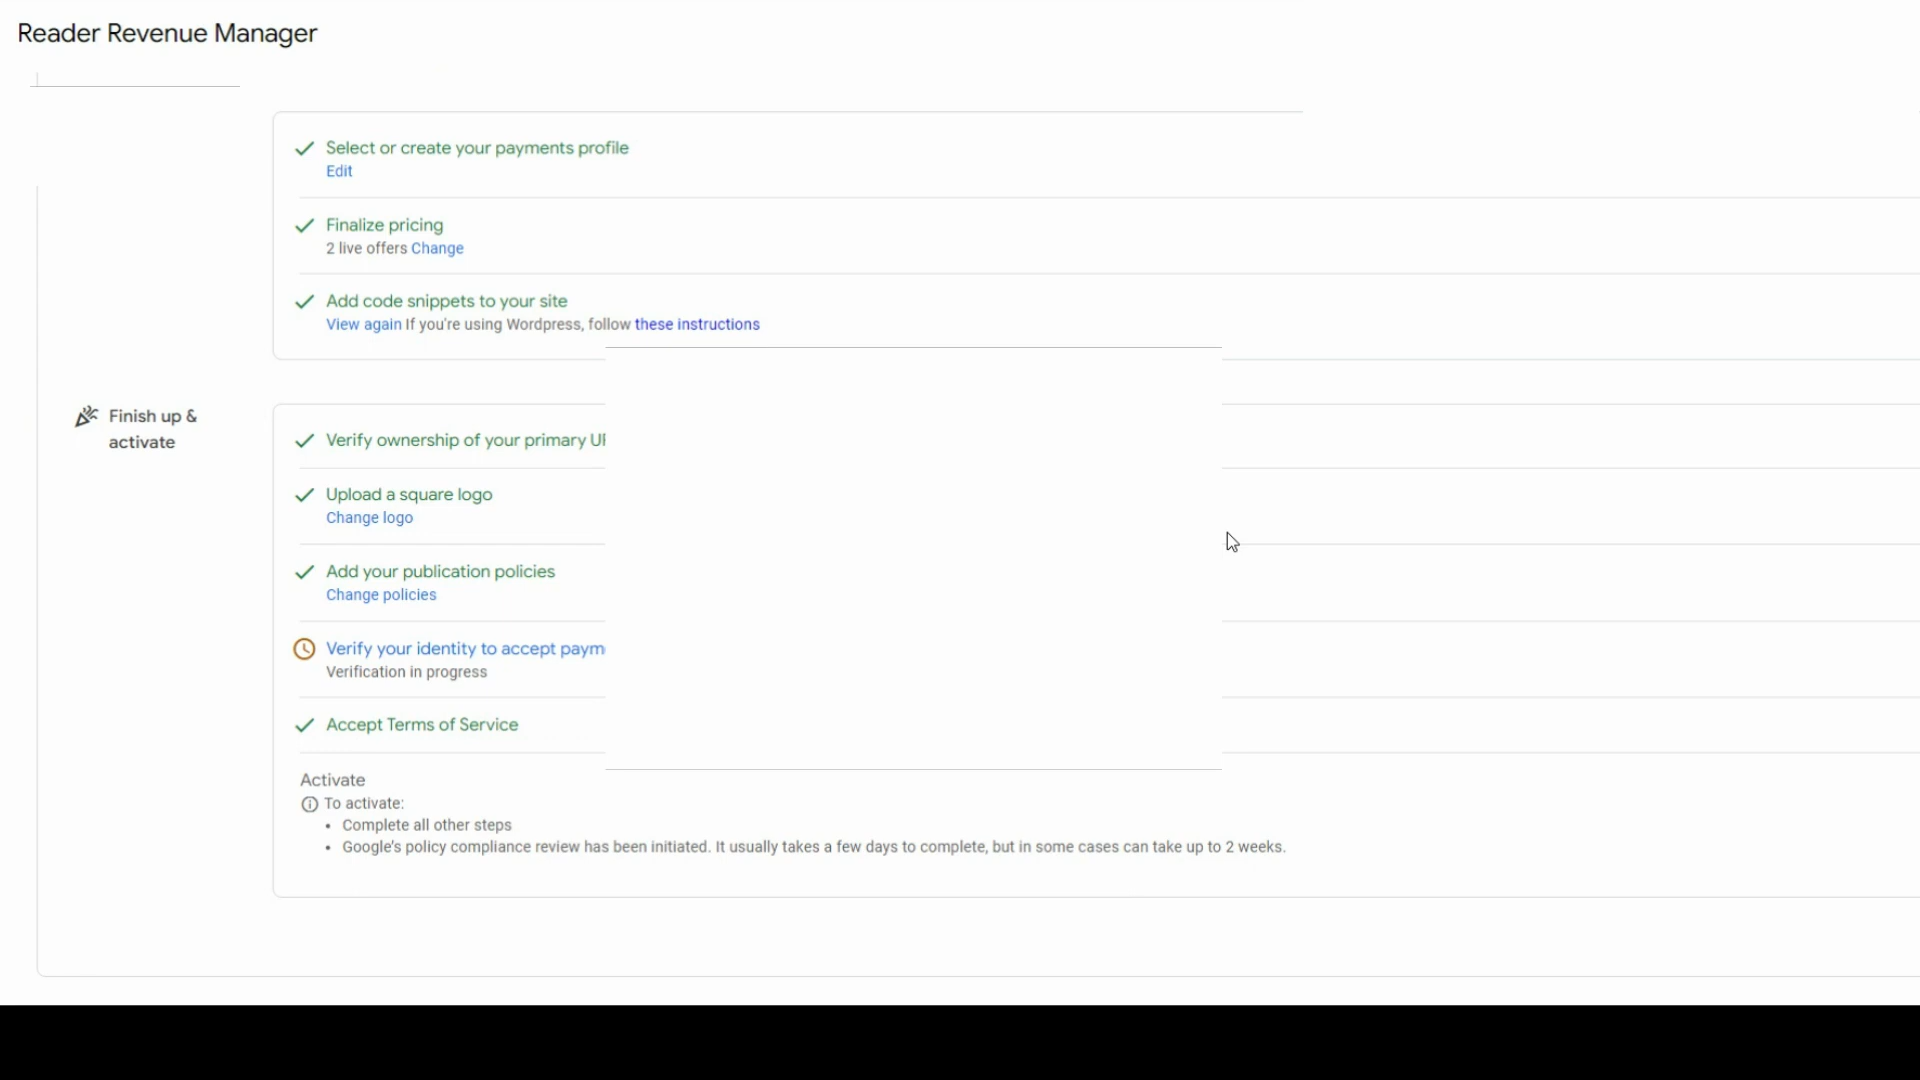 Reader Revenue Manager
Select or create your payments profile
Edit
Finalize pricing
2 live offers Change
Add code snippets to your site
View again If you're using Wordpress, follow these instructions
Finish up &
activate
Verify ownership of your primary
Upload a square logo
Change logo
Add your publication policies
Change policies
Verify your identity to accept
Verification in progress
Accept Terms of Service
Activate
To activate:
• Complete all other steps
• Google's policy compliance review has been initiated. It usually takes a few days to complete, but in some cases can take up to 2 weeks.